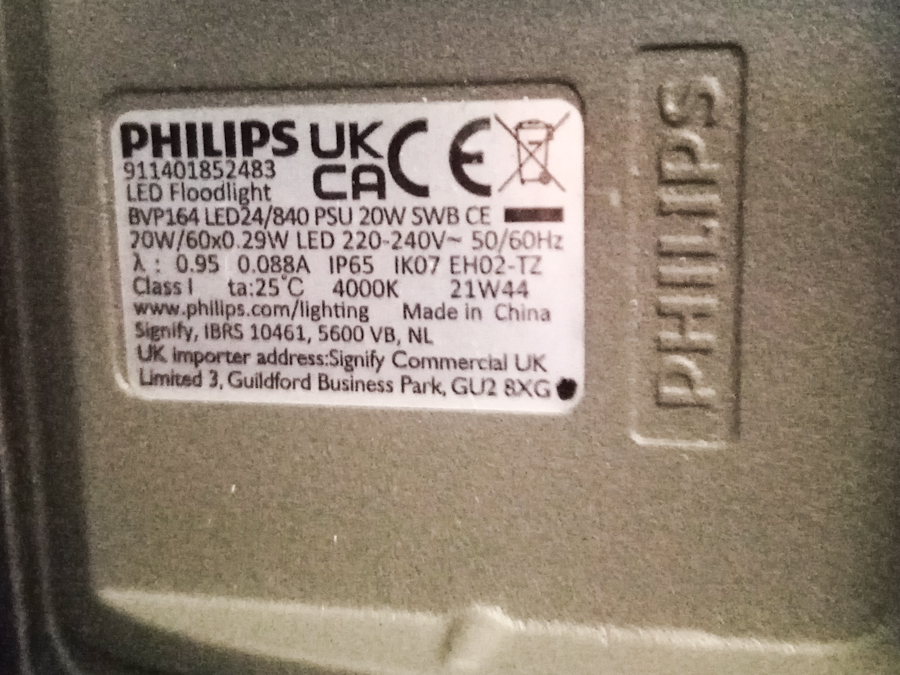 PHILIPS UK CA CE
911401852483
LED Floodlight
BVP164 LED24/840 PSU 20W SWB CE
20W/60x0.29W LED 220-240V~ 50/60Hz
λ : 0.95 0.088A IP65 IK07 EH02-TZ
Class I ta:25°C 4000K 21W44
www.philips.com/lighting Made in China
Signify, IBRS 10461, 5600 VB, NL
UK importer address:Signify Commercial UK
Limited 3, Guildford Business Park, GU2 8XG
PHILIPS